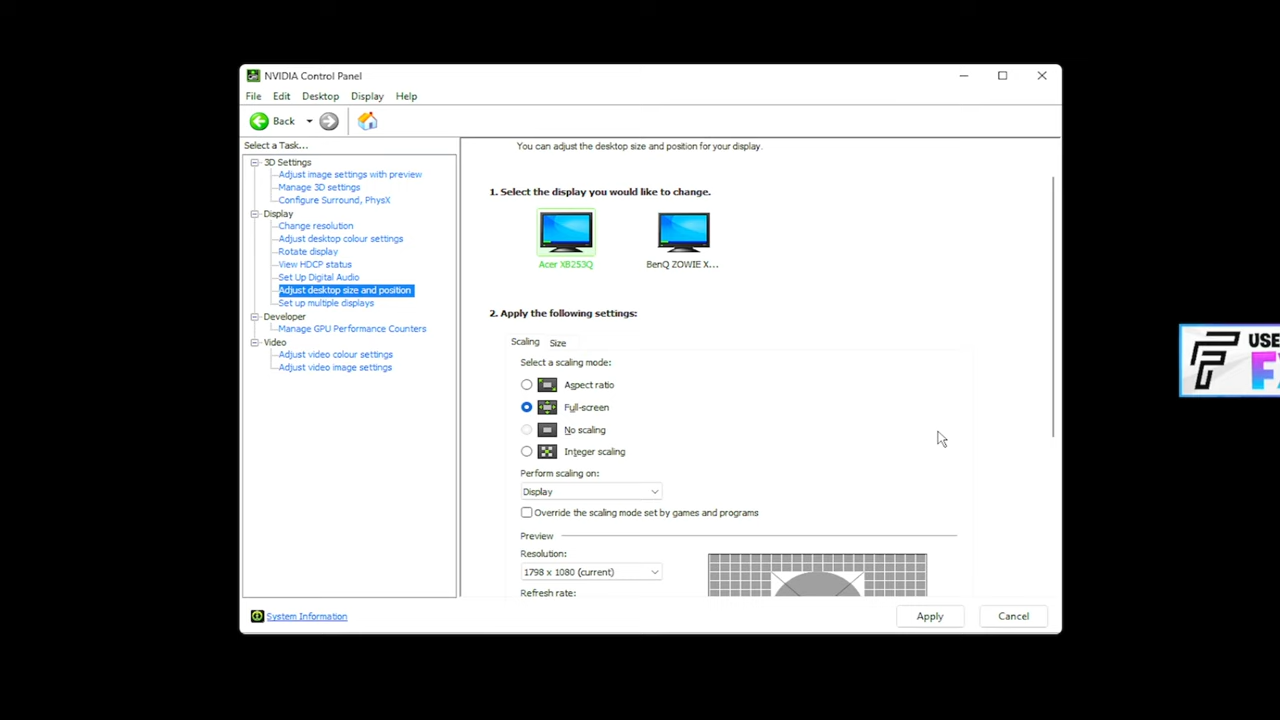 NVIDIA Control Panel
File Edit Desktop Display Help
Back
Select a Task...
3D Settings
Adjust image settings with preview
Manage 3D settings
Configure Surround, PhysX
Display
Change resolution
Adjust desktop colour settings
Rotate display
View HDCP status
Set Up Digital Audio
Adjust desktop size and position
Set up multiple displays
Developer
Manage GPU Performance Counters
Video
Adjust video colour settings
Adjust video image settings
System Information
You can adjust the desktop size and position for your display.
1. Select the display you would like to change.
Acer XB253Q BenQ ZOWIE X...
2. Apply the following settings:
Scaling Size
Select a scaling mode:
Aspect ratio
Full-screen
No scaling
Integer scaling
Perform scaling on:
Display
Override the scaling mode set by games and programs
Preview
Resolution:
1798 x 1080 (current)
Refresh rate:
Apply Cancel
USE